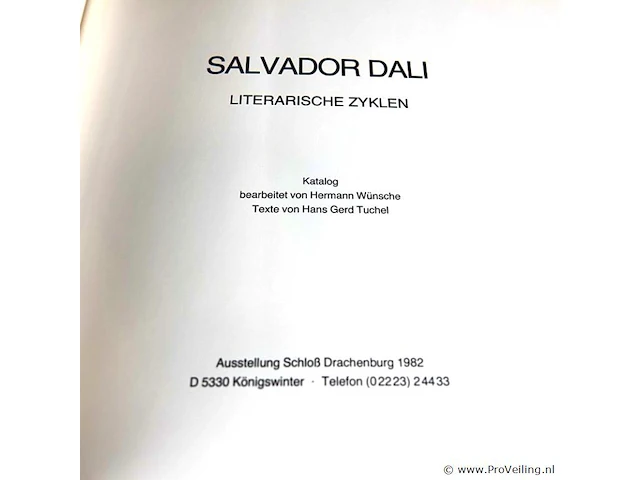 SALVADOR DALI
LITERARISCHE ZYKLEN
Katalog
bearbeitet von Hermann Wünsche
Texte von Hans Gerd Tuchel
Ausstellung Schloß Drachenburg 1982
D 5330 Königswinter · Telefon (02223) 24433
© www.ProVeiling.nl